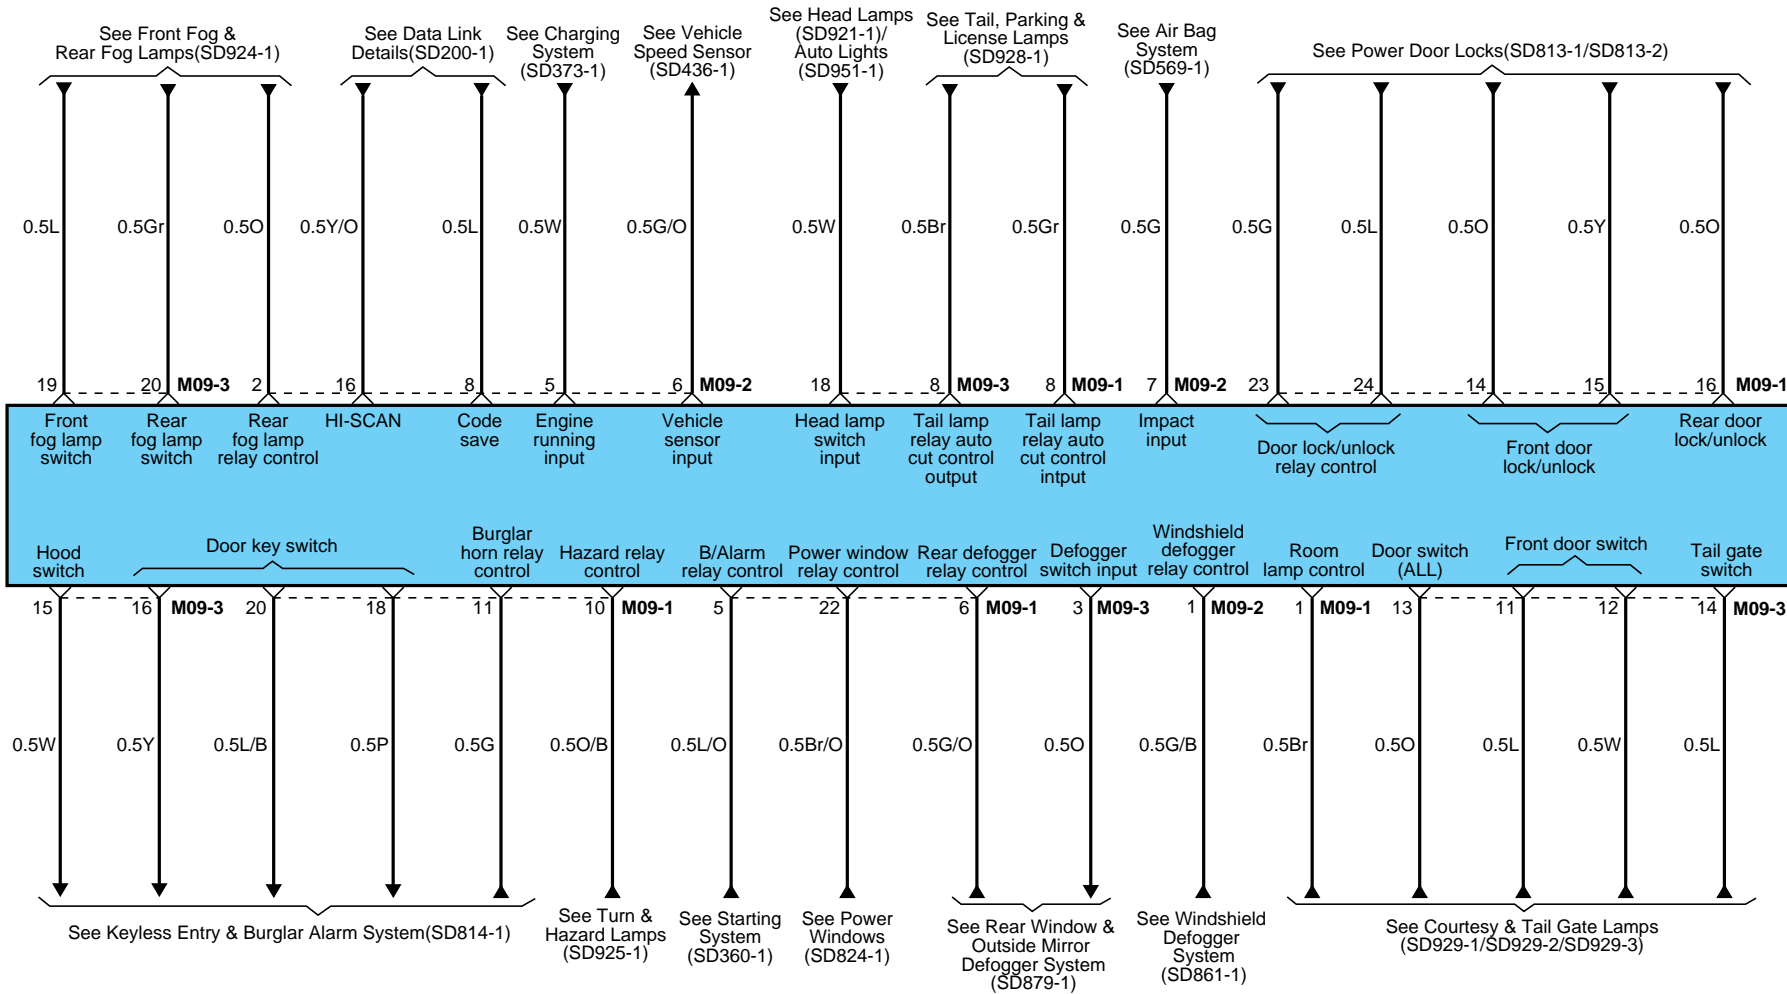 See Front Fog &
Rear Fog Lamps(SD924-1)
See Data Link
Details(SD200-1)
See Charging
System
(SD373-1)
See Vehicle
Speed Sensor
(SD436-1)
See Head Lamps
(SD921-1)/
Auto Lights
(SD951-1)
See Tail, Parking &
License Lamps
(SD928-1)
See Air Bag
System
(SD569-1)
See Power Door Locks(SD813-1/SD813-2)
0.5L 0.5Gr 0.5O 0.5Y/O 0.5L 0.5W 0.5G/O 0.5W 0.5Br 0.5Gr 0.5G 0.5G 0.5L 0.5O 0.5Y 0.5O
19 20 M09-3 2 16 8 5 6 M09-2 18 8 M09-3 8 M09-1 7 M09-2 23 24 14 15 16 M09-1
Front
fog lamp
switch
Rear
fog lamp
switch
Rear
fog lamp
relay control
HI-SCAN
Code
save
Engine
running
input
Vehicle
sensor
input
Head lamp
switch
input
Tail lamp
relay auto
cut control
output
Tail lamp
relay auto
cut control
intput
Impact
input
Door lock/unlock
relay control
Front door
lock/unlock
Rear door
lock/unlock
Hood
switch
Door key switch
Burglar
horn relay
control
Hazard relay
control
B/Alarm
relay control
Power window
relay control
Rear defogger
relay control
Defogger
switch input
Windshield
defogger
relay control
Room
lamp control
Door switch
(ALL)
Front door switch
Tail gate
switch
15 16 M09-3 20 18 11 10 M09-1 5 22 6 M09-1 3 M09-3 1 M09-2 1 M09-1 13 11 12 14 M09-3
0.5W 0.5Y 0.5L/B 0.5P 0.5G 0.5O/B 0.5L/O 0.5Br/O 0.5G/O 0.5O 0.5G/B 0.5Br 0.5O 0.5L 0.5W 0.5L
See Keyless Entry & Burglar Alarm System(SD814-1)
See Turn &
Hazard Lamps
(SD925-1)
See Starting
System
(SD360-1)
See Power
Windows
(SD824-1)
See Rear Window &
Outside Mirror
Defogger System
(SD879-1)
See Windshield
Defogger
System
(SD861-1)
See Courtesy & Tail Gate Lamps
(SD929-1/SD929-2/SD929-3)